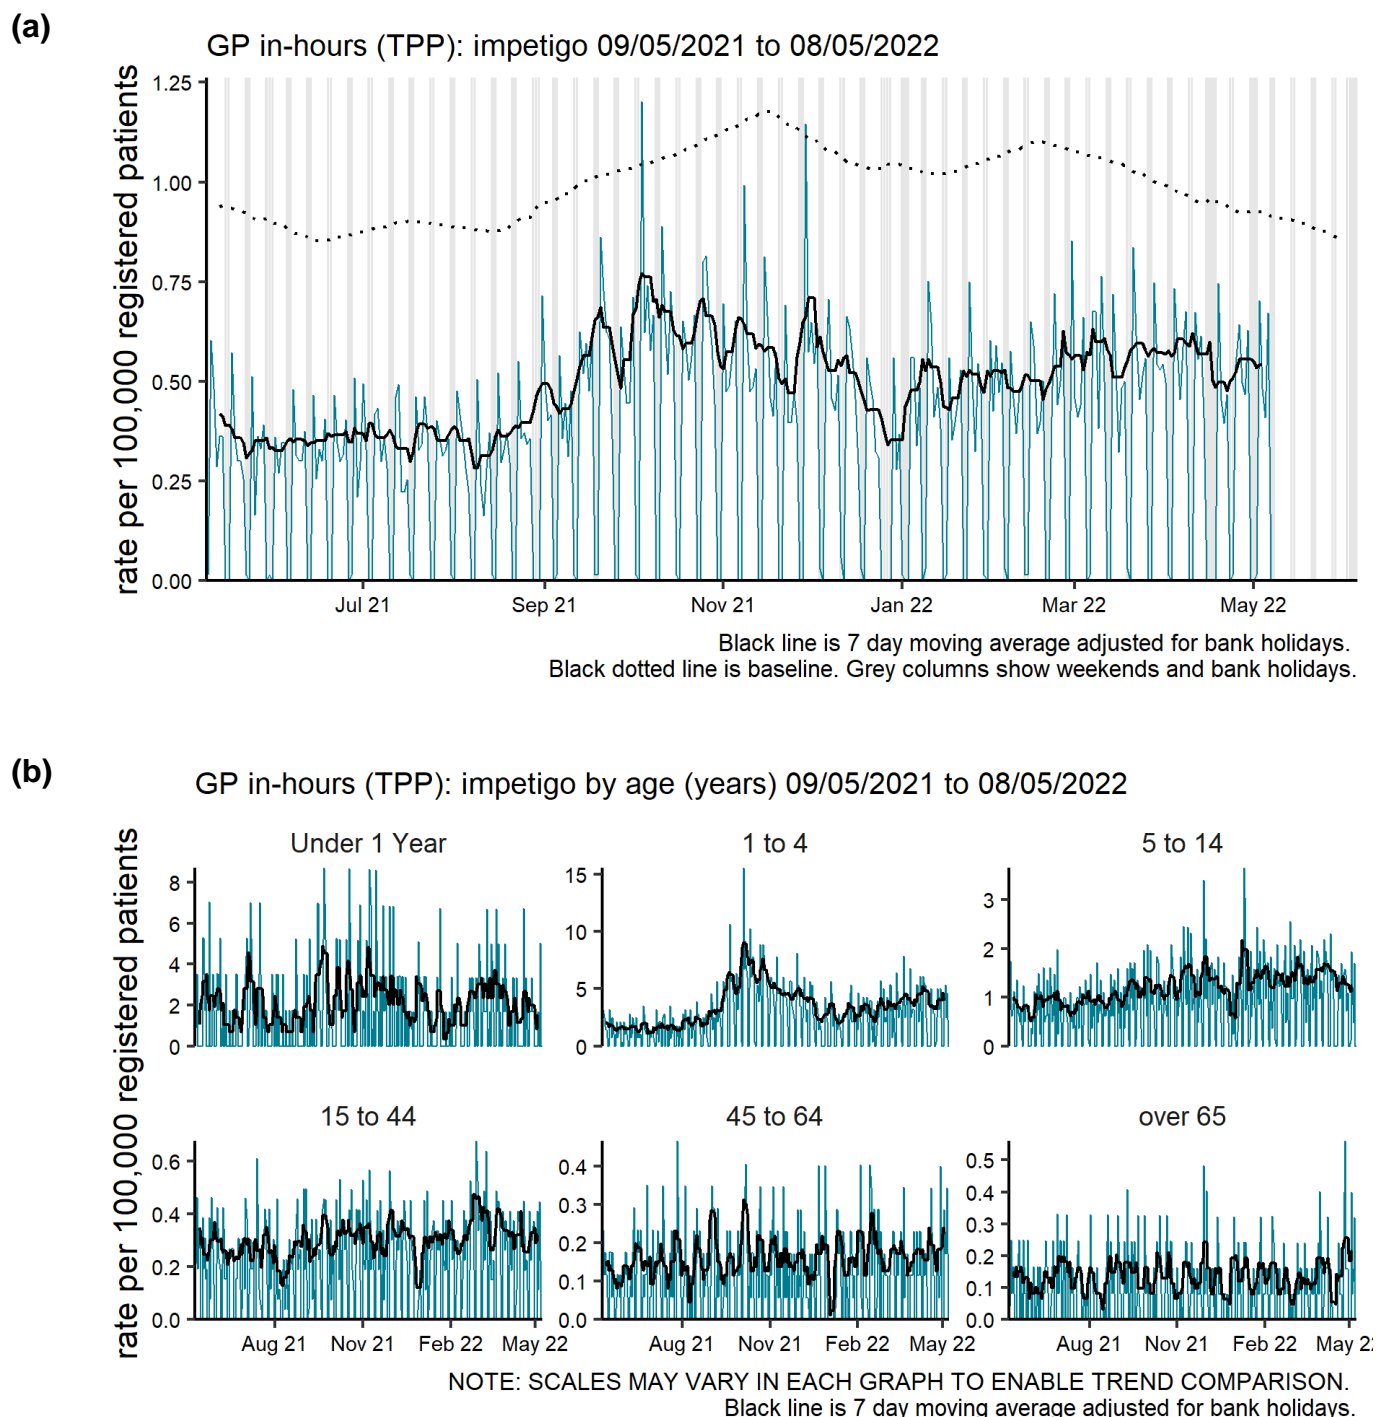 (a)
GP in-hours (TPP): impetigo 09/05/2021 to 08/05/2022
rate per 100,000 registered patients
1.25
1.00
0.75
0.50
0.25
0.00
Jul 21 Sep 21 Nov 21 Jan 22 Mar 22 May 22
Black line is 7 day moving average adjusted for bank holidays.
Black dotted line is baseline. Grey columns show weekends and bank holidays.
(b)
GP in-hours (TPP): impetigo by age (years) 09/05/2021 to 08/05/2022
rate per 100,000 registered patients
Under 1 Year
8
6
4
2
0
1 to 4
15
10
5
0
5 to 14
3
2
1
0
15 to 44
0.6
0.4
0.2
0.0
Aug 21 Nov 21 Feb 22 May 22
45 to 64
0.4
0.3
0.2
0.1
0.0
Aug 21 Nov 21 Feb 22 May 22
over 65
0.5
0.4
0.3
0.2
0.1
0.0
Aug 21 Nov 21 Feb 22 May 22
NOTE: SCALES MAY VARY IN EACH GRAPH TO ENABLE TREND COMPARISON.
Black line is 7 day moving average adjusted for bank holidays.